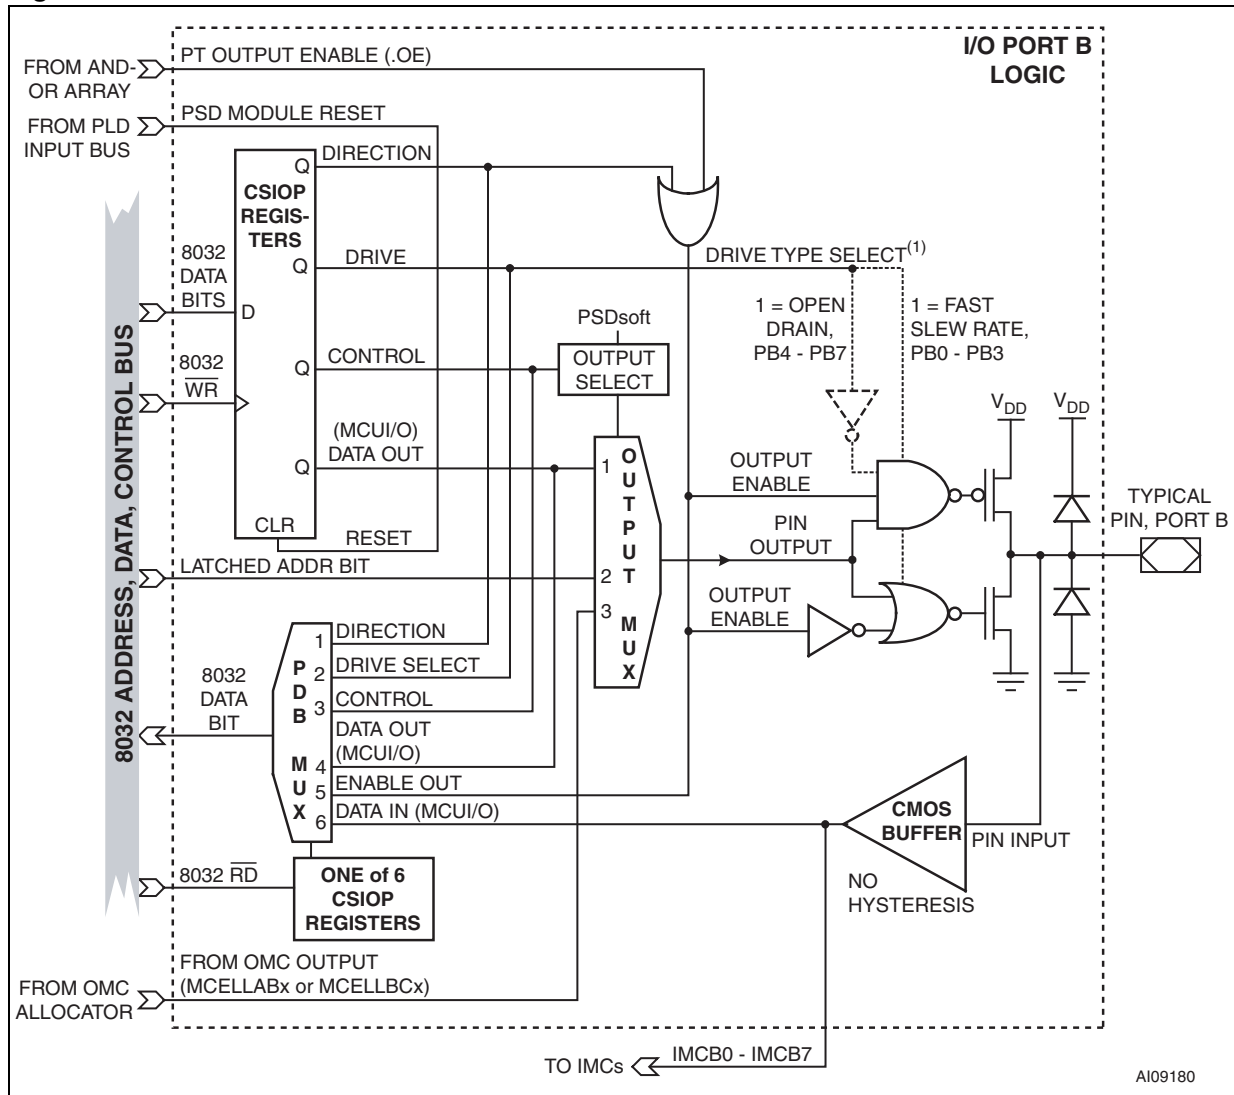 I/O PORT B
LOGIC
PT OUTPUT ENABLE (.OE)
FROM AND-
OR ARRAY
PSD MODULE RESET
FROM PLD
INPUT BUS
DIRECTION
Q
CSIOP
REGIS-
TERS
DRIVE
Q
DRIVE TYPE SELECT(1)
8032
DATA
BITS
D
1 = OPEN
DRAIN,
PB4 - PB7
1 = FAST
SLEW RATE,
PB0 - PB3
PSDsoft
OUTPUT
SELECT
CONTROL
Q
8032
WR
8032 ADDRESS, DATA, CONTROL BUS
(MCUI/O)
DATA OUT
Q
1
OUTPUT MUX
VDD
VDD
OUTPUT
ENABLE
TYPICAL
PIN, PORT B
CLR
RESET
PIN
OUTPUT
LATCHED ADDR BIT
2
3
OUTPUT
ENABLE
PDB MUX
1
DIRECTION
2
DRIVE SELECT
3
CONTROL
8032
DATA
BIT
DATA OUT
(MCUI/O)
4
5
ENABLE OUT
6
DATA IN (MCUI/O)
CMOS
BUFFER
PIN INPUT
NO
HYSTERESIS
8032 RD
ONE of 6
CSIOP
REGISTERS
FROM OMC OUTPUT
(MCELLABx or MCELLBCx)
FROM OMC
ALLOCATOR
TO IMCs
IMCB0 - IMCB7
AI09180